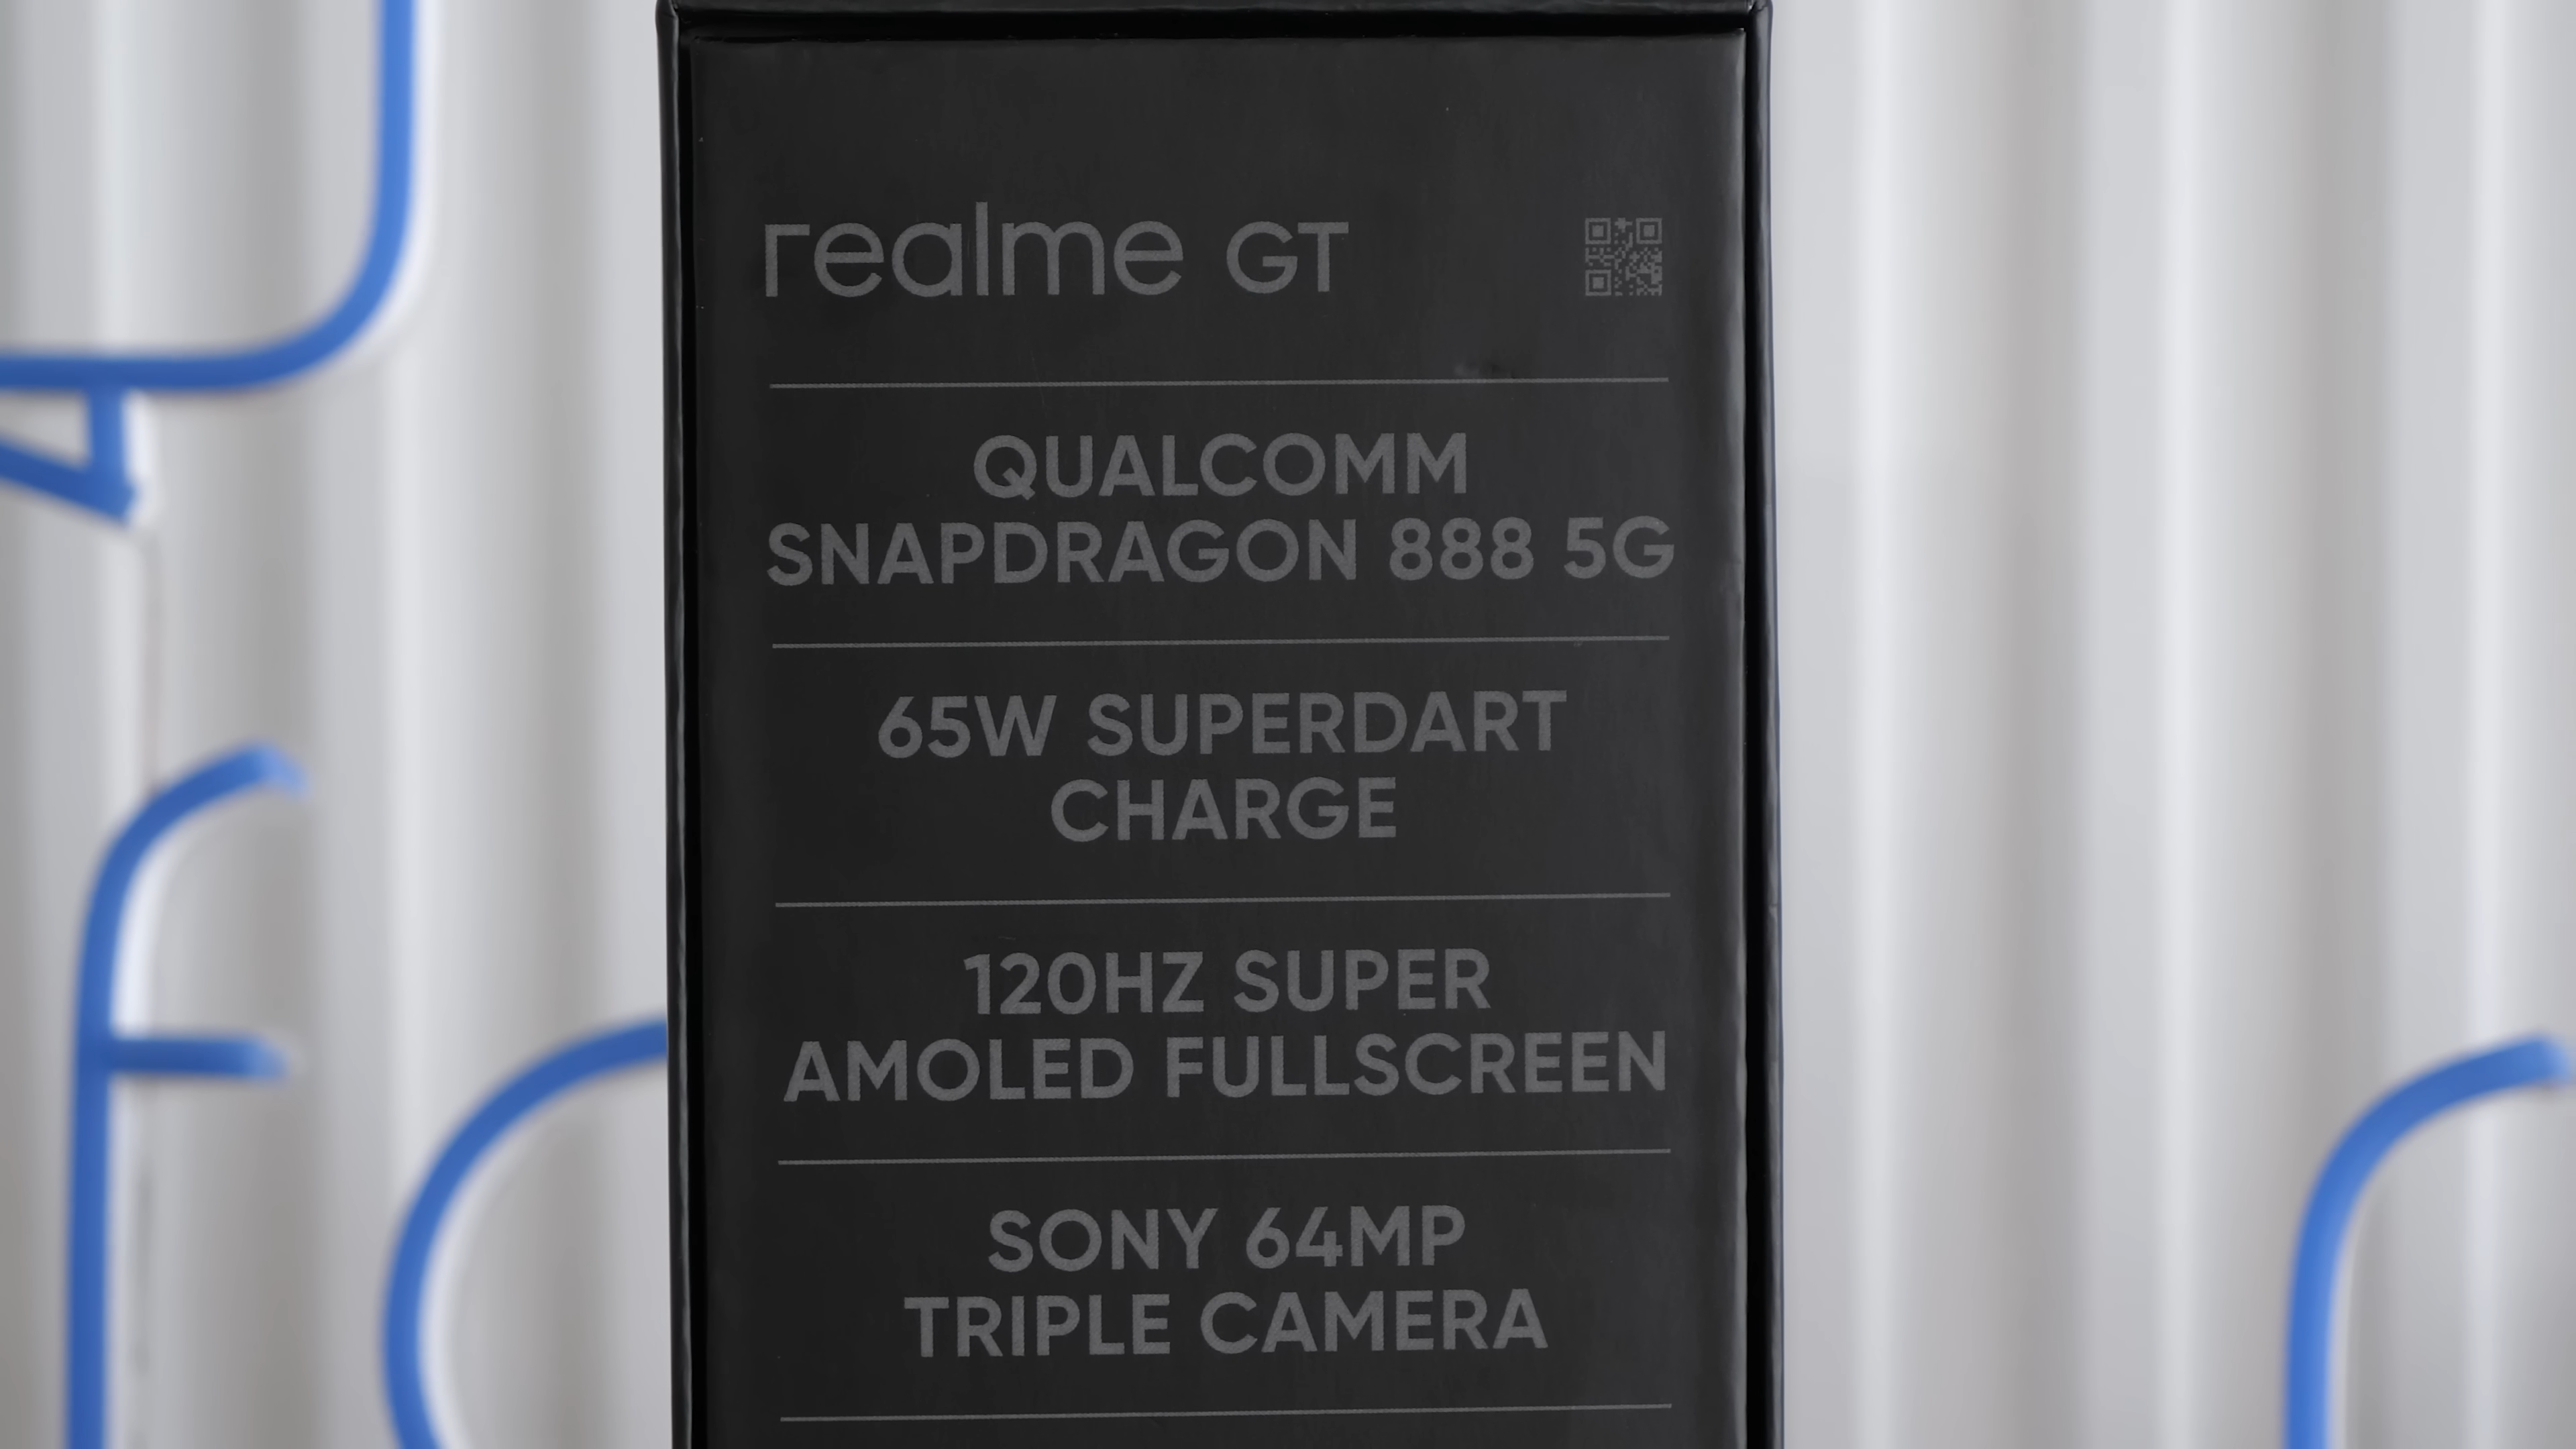 realme GT
QUALCOMM
SNAPDRAGON 888 5G
65W SUPERDART
CHARGE
120HZ SUPER
AMOLED FULLSCREEN
SONY 64MP
TRIPLE CAMERA